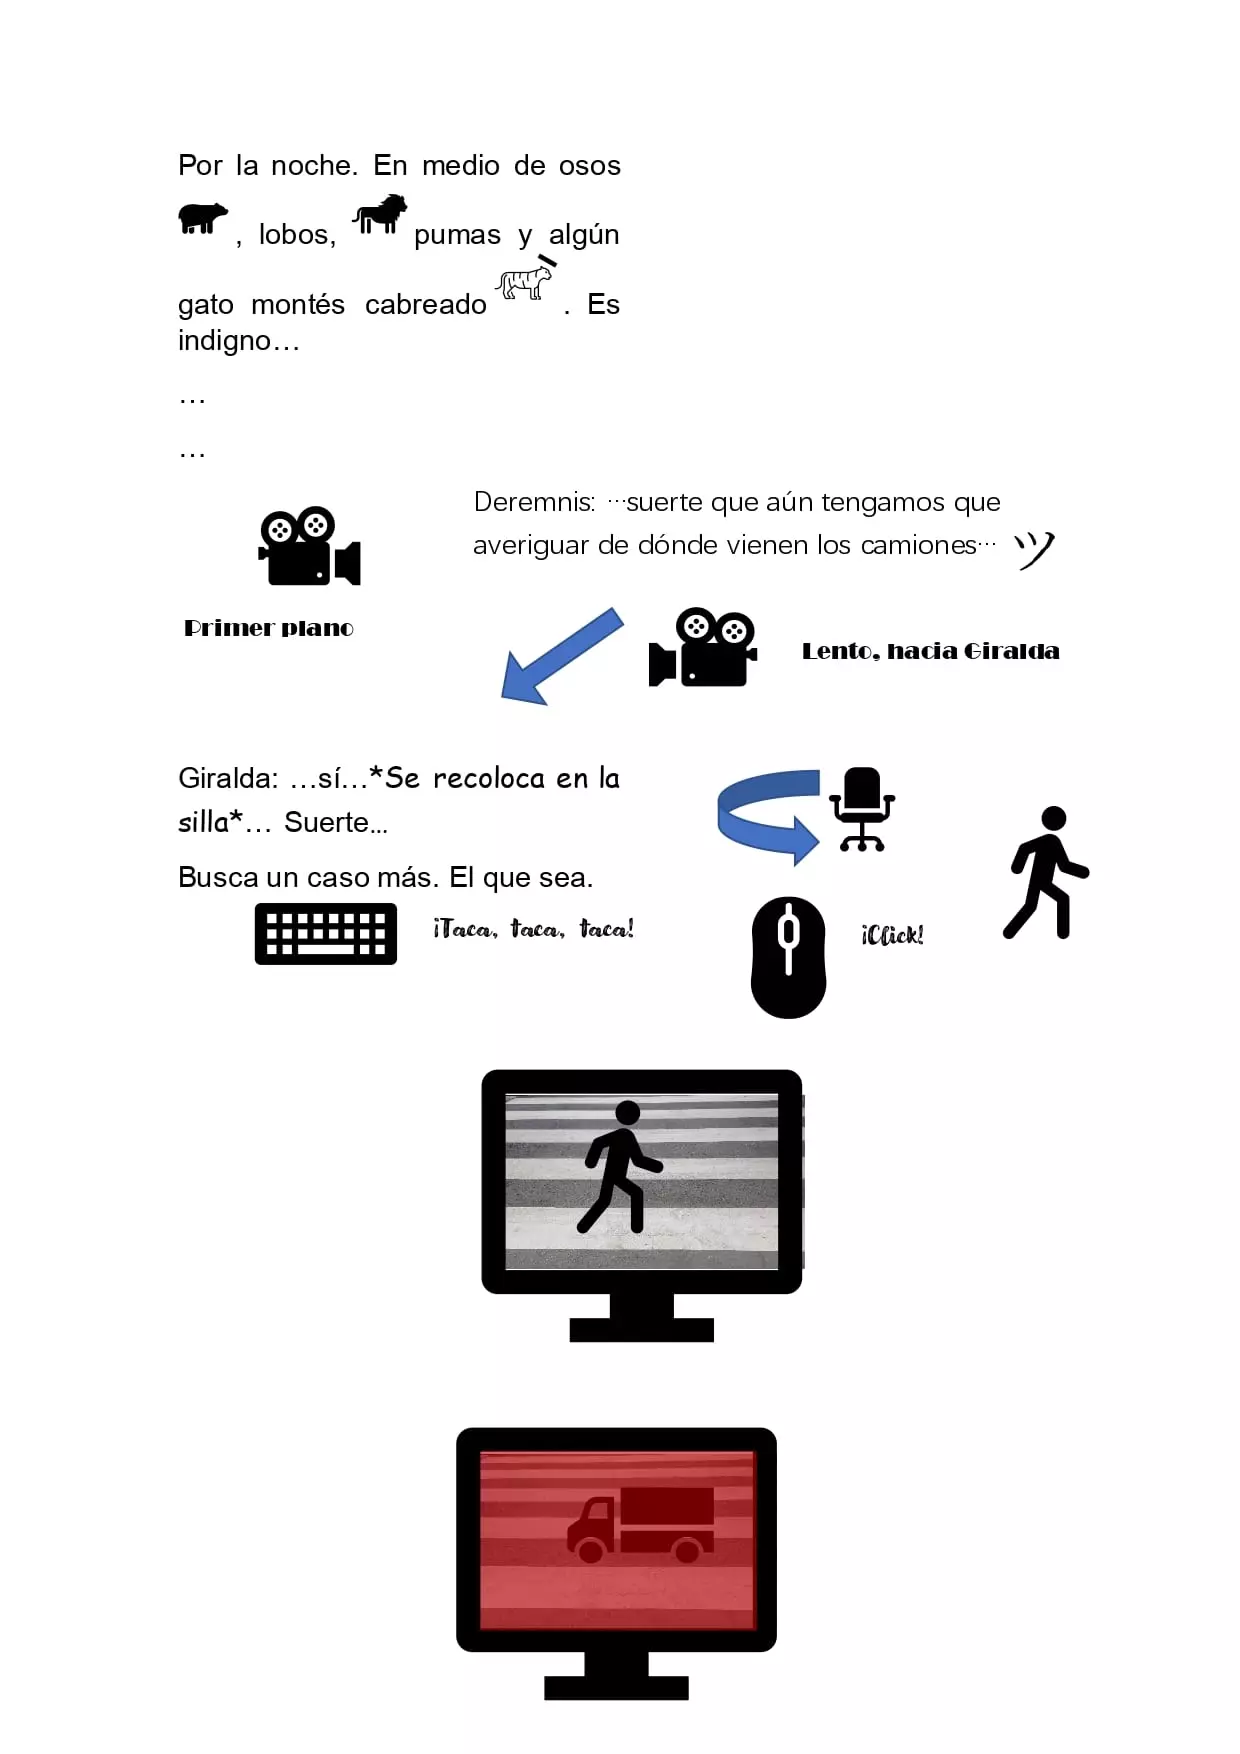 Por la noche. En medio de osos
, lobos, pumas y algún
gato montés cabreado . Es
indigno…
…
…
Deremnis: …suerte que aún tengamos que
averiguar de dónde vienen los camiones… ツ
Primer plano
Lento, hacia Giralda
Giralda: …sí…*Se recoloca en la
silla*… Suerte…
Busca un caso más. El que sea.
¡Taca, taca, taca!
¡Click!